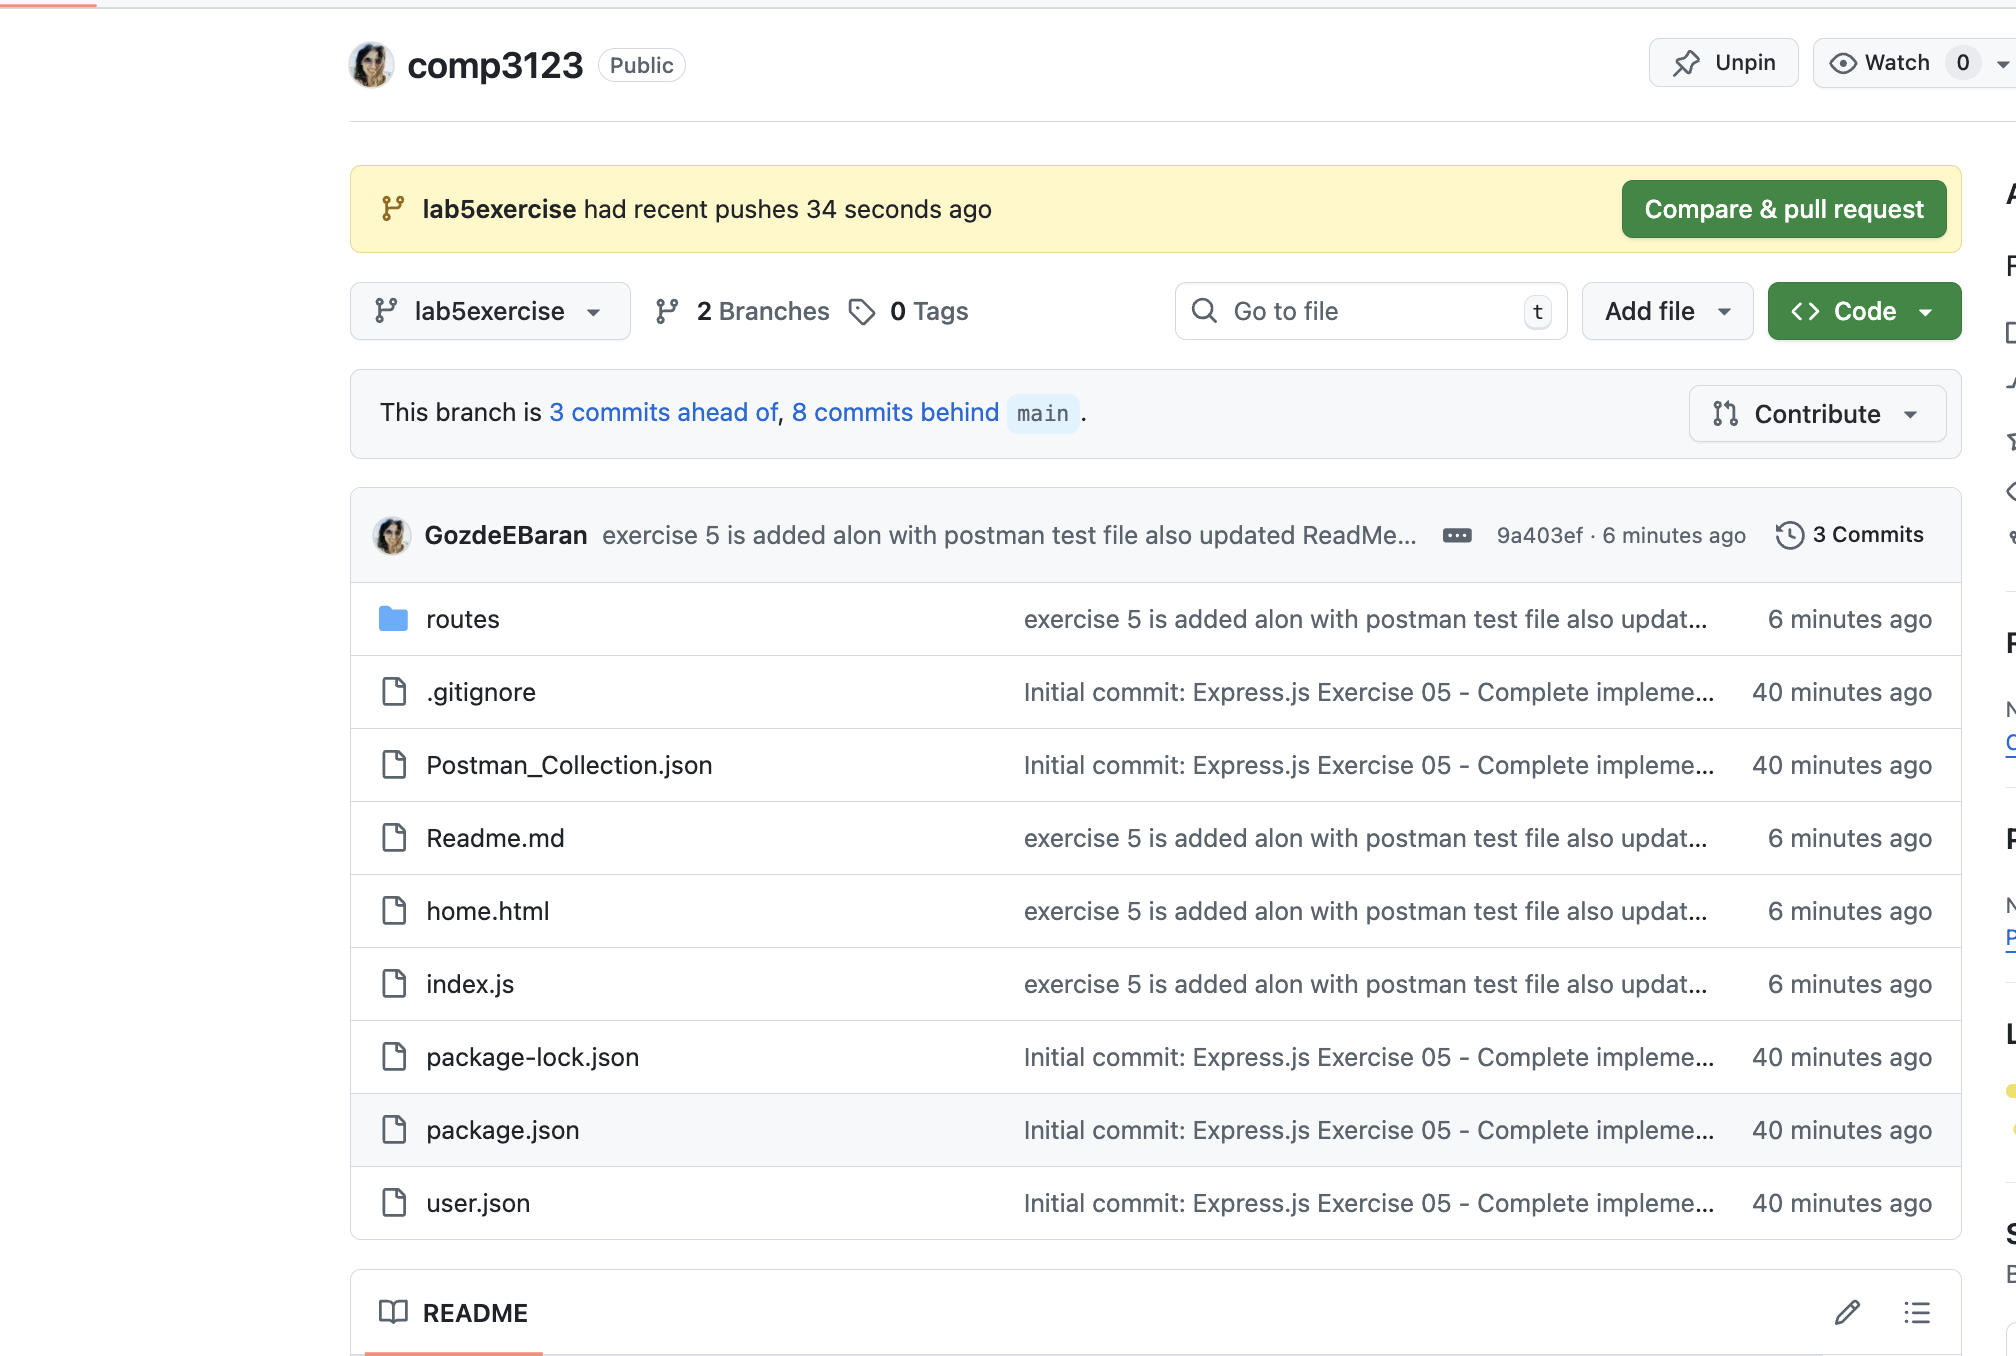 comp3123 Public Unpin Watch 0
lab5exercise had recent pushes 34 seconds ago Compare & pull request
lab5exercise 2 Branches 0 Tags Go to file t Add file Code
This branch is 3 commits ahead of, 8 commits behind main . Contribute
GozdeEBaran exercise 5 is added alon with postman test file also updated ReadMe... 9a403ef · 6 minutes ago 3 Commits
routes exercise 5 is added alon with postman test file also updat... 6 minutes ago
.gitignore Initial commit: Express.js Exercise 05 - Complete impleme... 40 minutes ago
Postman_Collection.json Initial commit: Express.js Exercise 05 - Complete impleme... 40 minutes ago
Readme.md exercise 5 is added alon with postman test file also updat... 6 minutes ago
home.html exercise 5 is added alon with postman test file also updat... 6 minutes ago
index.js exercise 5 is added alon with postman test file also updat... 6 minutes ago
package-lock.json Initial commit: Express.js Exercise 05 - Complete impleme... 40 minutes ago
package.json Initial commit: Express.js Exercise 05 - Complete impleme... 40 minutes ago
user.json Initial commit: Express.js Exercise 05 - Complete impleme... 40 minutes ago
README